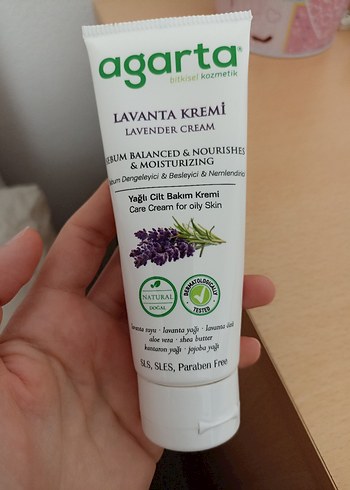 agarta®
bitkisel kozmetik
LAVANTA KREMİ
LAVENDER CREAM
SEBUM BALANCED & NOURISHES
& MOISTURIZING
Sebum Dengeleyici & Besleyici & Nemlendirici
Yağlı Cilt Bakım Kremi
Care Cream for oily Skin
NATURAL
DOĞAL
DERMATOLOGICALLY
TESTED
lavanta suyu · lavanta yağı · lavanta özü
aloe vera · shea butter
kantaron yağı · jojoba yağı
SLS, SLES, Paraben Free